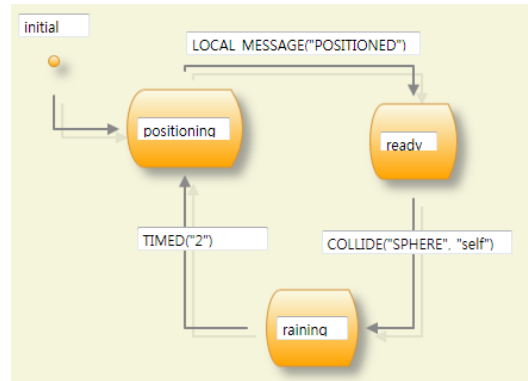 initial
LOCAL MESSAGE("POSITIONED")
positioning
ready
TIMED("2")
COLLIDE("SPHERE", "self")
raining